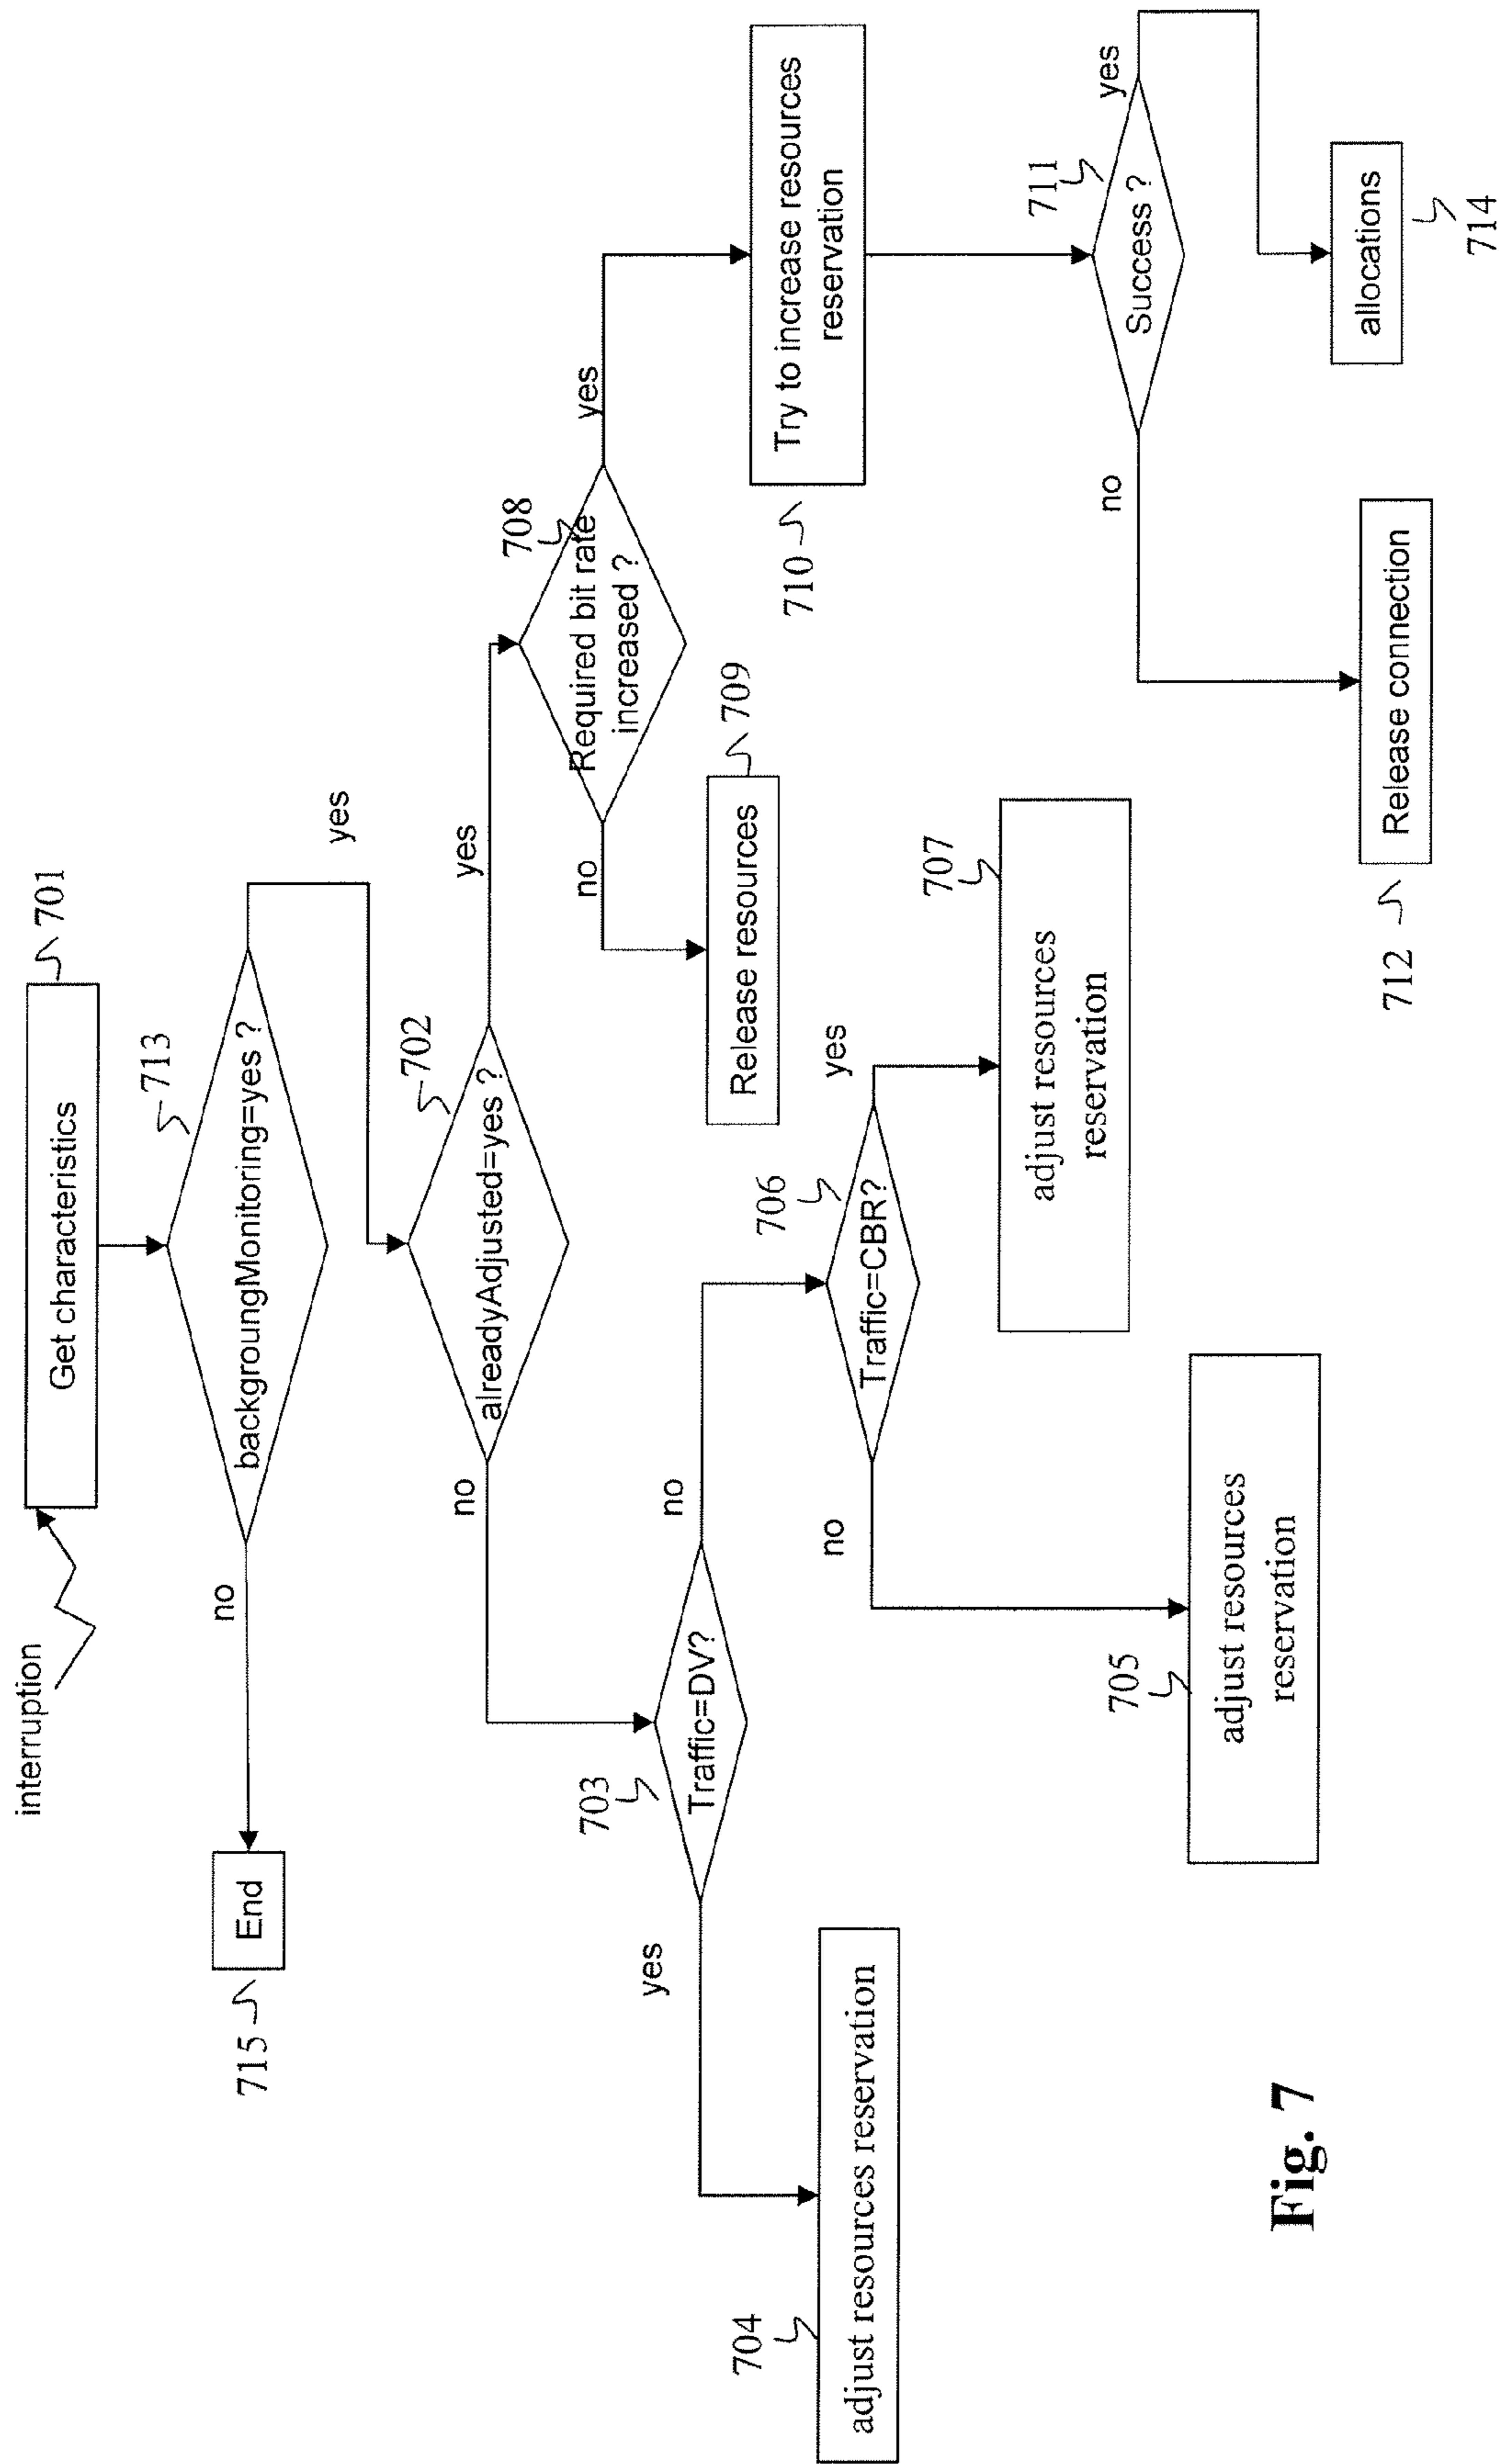 interruption
Get characteristics
701
713
backgroungMonitoring=yes ?
no
yes
End
715
702
alreadyAdjusted=yes ?
no
yes
708
Required bit rate
increased ?
no
yes
703
Traffic=DV?
yes
no
Release resources
709
Try to increase resources
reservation
710
704
adjust resources reservation
706
Traffic=CBR?
no
yes
707
adjust resources
reservation
711
Success ?
no
yes
705
adjust resources
reservation
712
Release connection
allocations
714
Fig. 7